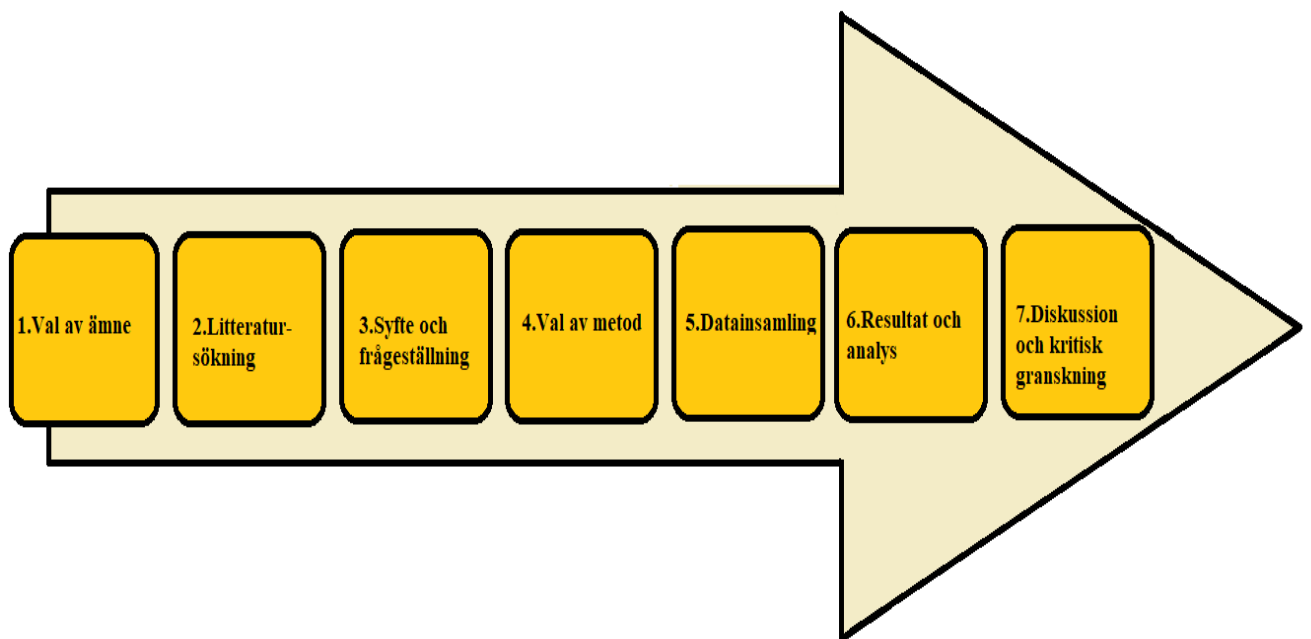 1.Val av ämne
2.Litteratur-
sökning
3.Syfte och
frågeställning
4.Val av metod
5.Datainsamling
6.Resultat och
analys
7.Diskussion
och kritisk
granskning